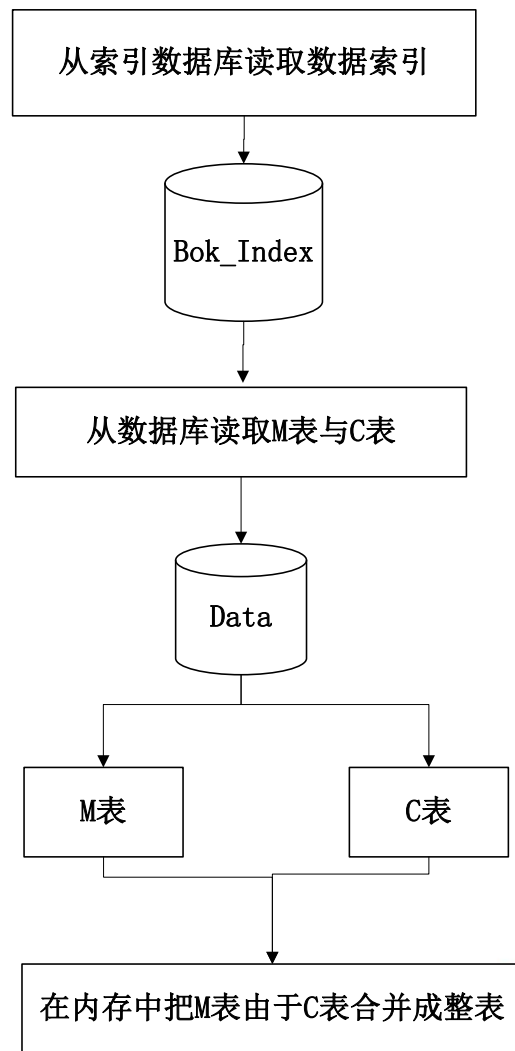 从索引数据库读取数据索引
Bok_Index
从数据库读取M表与C表
Data
M表
C表
在内存中把M表由于C表合并成整表